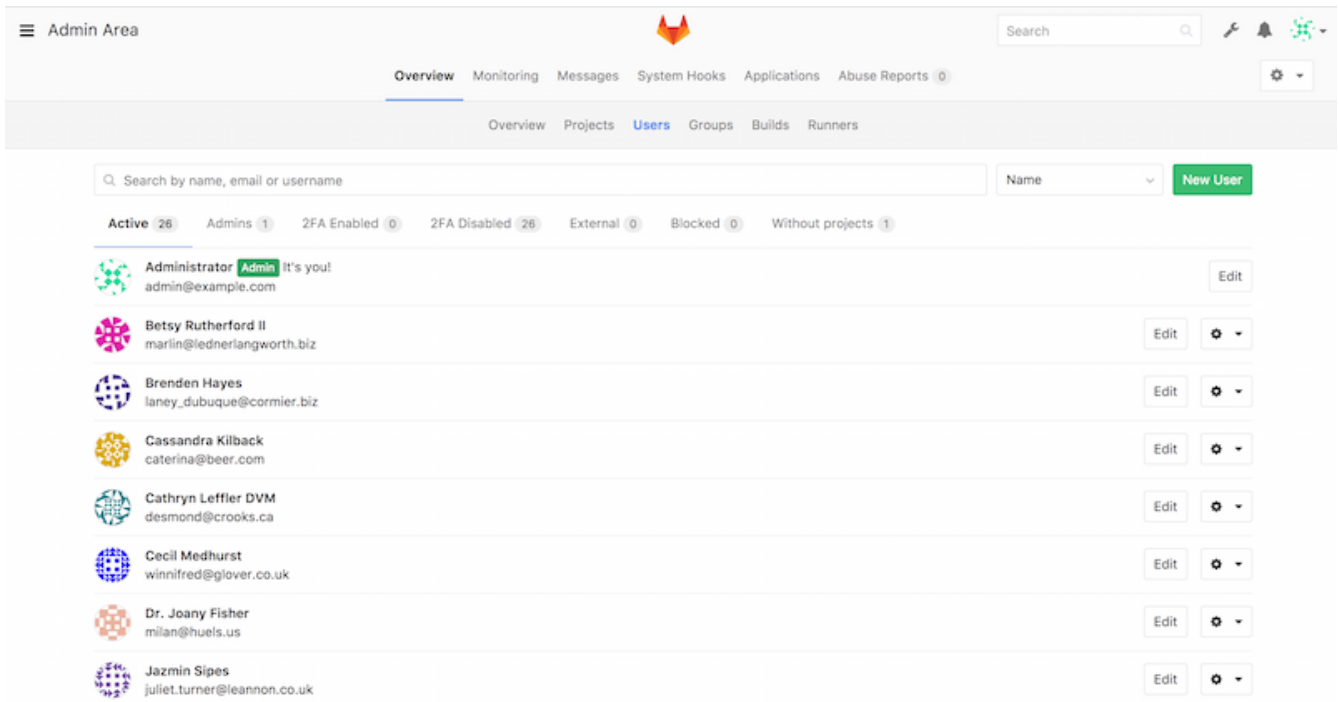 Admin Area
Search
Overview Monitoring Messages System Hooks Applications Abuse Reports 0
Overview Projects Users Groups Builds Runners
Search by name, email or username Name New User
Active 26 Admins 1 2FA Enabled 0 2FA Disabled 26 External 0 Blocked 0 Without projects 1
Administrator Admin It's you!
admin@example.com
Edit
Betsy Rutherford II
marlin@lednerlangworth.biz
Edit
Brenden Hayes
laney_dubuque@cormier.biz
Edit
Cassandra Kilback
caterina@beer.com
Edit
Cathryn Leffler DVM
desmond@crooks.ca
Edit
Cecil Medhurst
winnifred@glover.co.uk
Edit
Dr. Joany Fisher
milan@huels.us
Edit
Jazmin Sipes
juliet.turner@leannon.co.uk
Edit